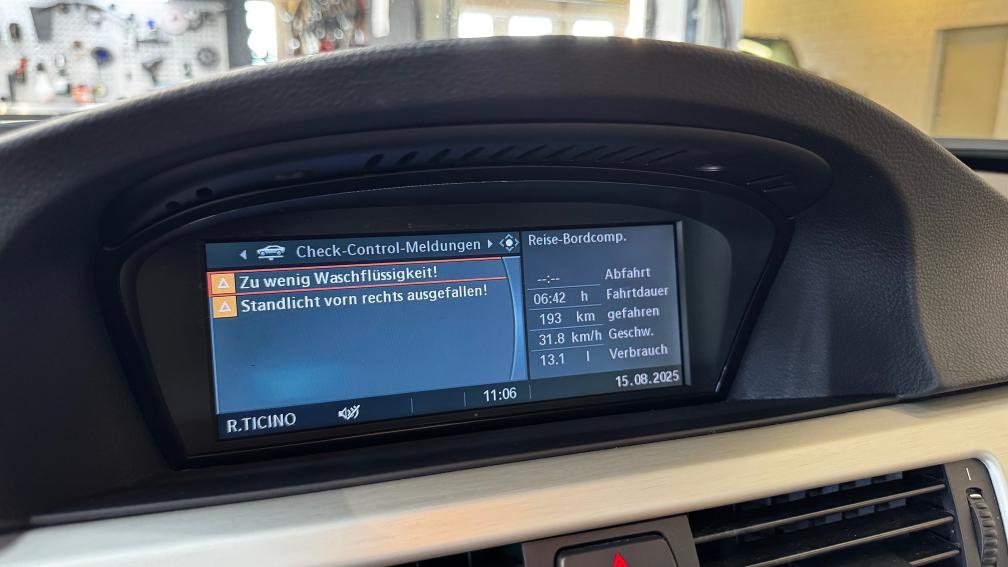 Check-Control-Meldungen
Zu wenig Waschflüssigkeit!
Standlicht vorn rechts ausgefallen!
Reise-Bordcomp.
--:-- Abfahrt
06:42 h Fahrtdauer
193 km gefahren
31.8 km/h Geschw.
13.1 l Verbrauch
R.TICINO
11:06
15.08.2025